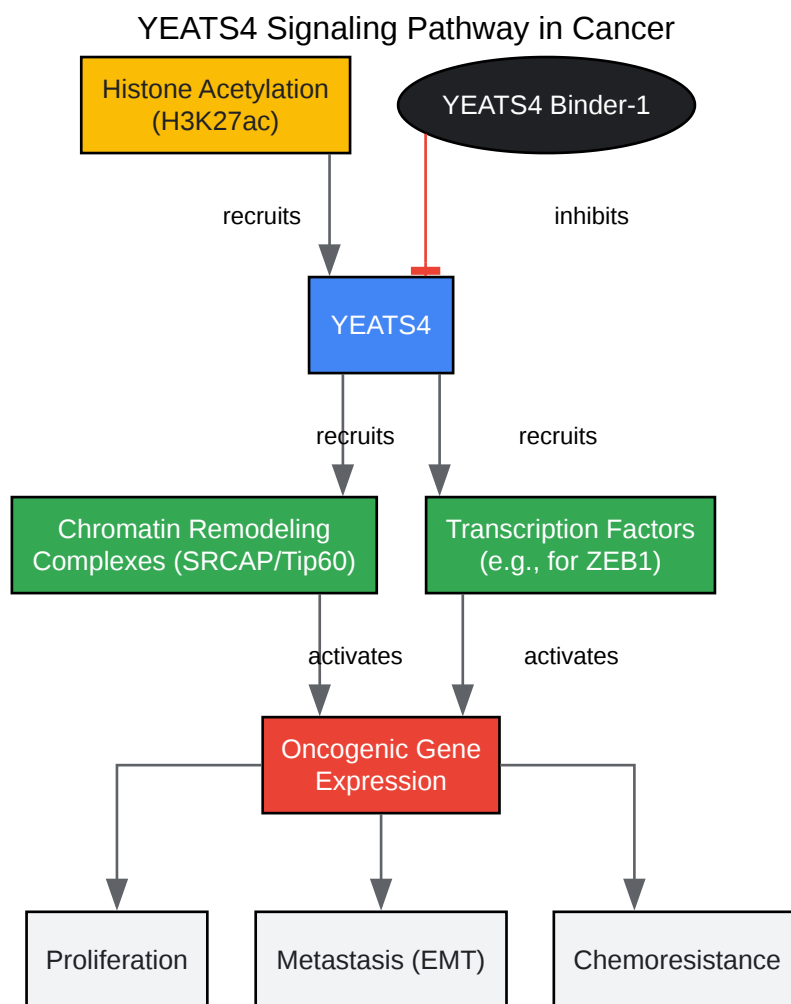 YEATS4 Signaling Pathway in Cancer
Histone Acetylation
(H3K27ac)
YEATS4 Binder-1
recruits
inhibits
YEATS4
recruits
recruits
Chromatin Remodeling
Complexes (SRCAP/Tip60)
Transcription Factors
(e.g., for ZEB1)
activates
activates
Oncogenic Gene
Expression
Proliferation
Metastasis (EMT)
Chemoresistance